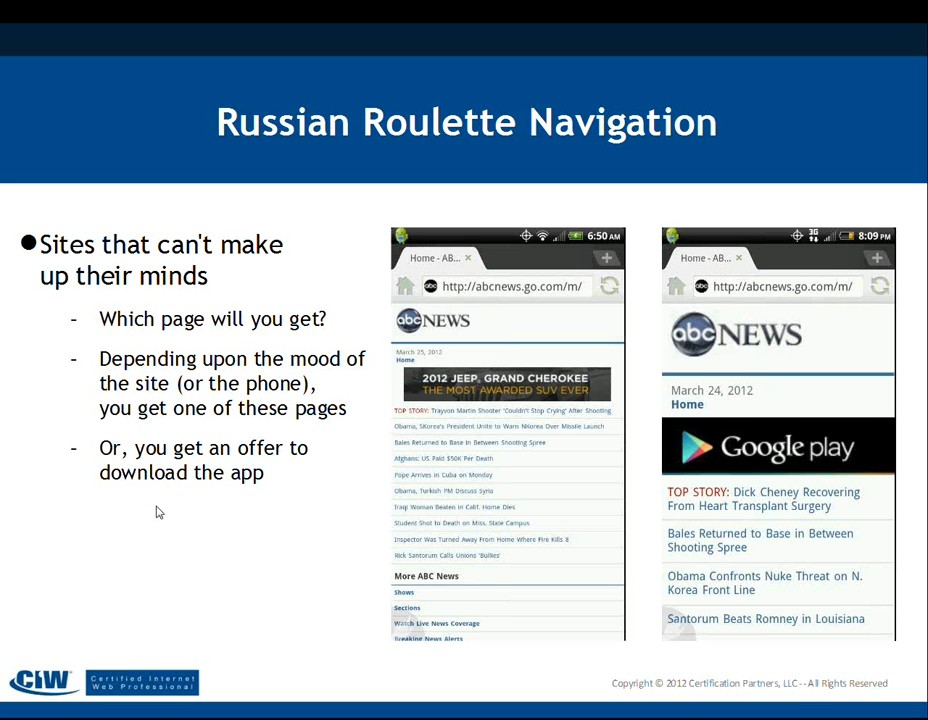 Russian Roulette Navigation
●Sites that can't make
up their minds
- Which page will you get?
- Depending upon the mood of
the site (or the phone),
you get one of these pages
- Or, you get an offer to
download the app
6:50 AM
Home - AB... ×
http://abcnews.go.com/m/
abc NEWS
March 25, 2012
Home
2012 JEEP® GRAND CHEROKEE
THE MOST AWARDED SUV EVER
TOP STORY: Trayvon Martin Shooter 'Couldn't Stop Crying' After Shooting
Obama, SKorea's President Unite to Warn NKorea Over Missile Launch
Bales Returned to Base in Between Shooting Spree
Afghans: US Paid $50K Per Death
Pope Arrives in Cuba on Monday
Obama, Turkish PM Discuss Syria
Iraqi Woman Beaten in Calif. Home Dies
Student Shot to Death on Miss. State Campus
Inspector Was Turned Away From Home Where Fire Kills 8
Rick Santorum Calls Unions 'Bullies'
More ABC News
Shows
Sections
Watch Live News Coverage
Breaking News Alerts
3G 8:09 PM
Home - AB... ×
http://abcnews.go.com/m/
abc NEWS
March 24, 2012
Home
Google play
TOP STORY: Dick Cheney Recovering
From Heart Transplant Surgery
Bales Returned to Base in Between
Shooting Spree
Obama Confronts Nuke Threat on N.
Korea Front Line
Santorum Beats Romney in Louisiana
CIW Certified Internet
Web Professional
Copyright © 2012 Certification Partners, LLC -- All Rights Reserved